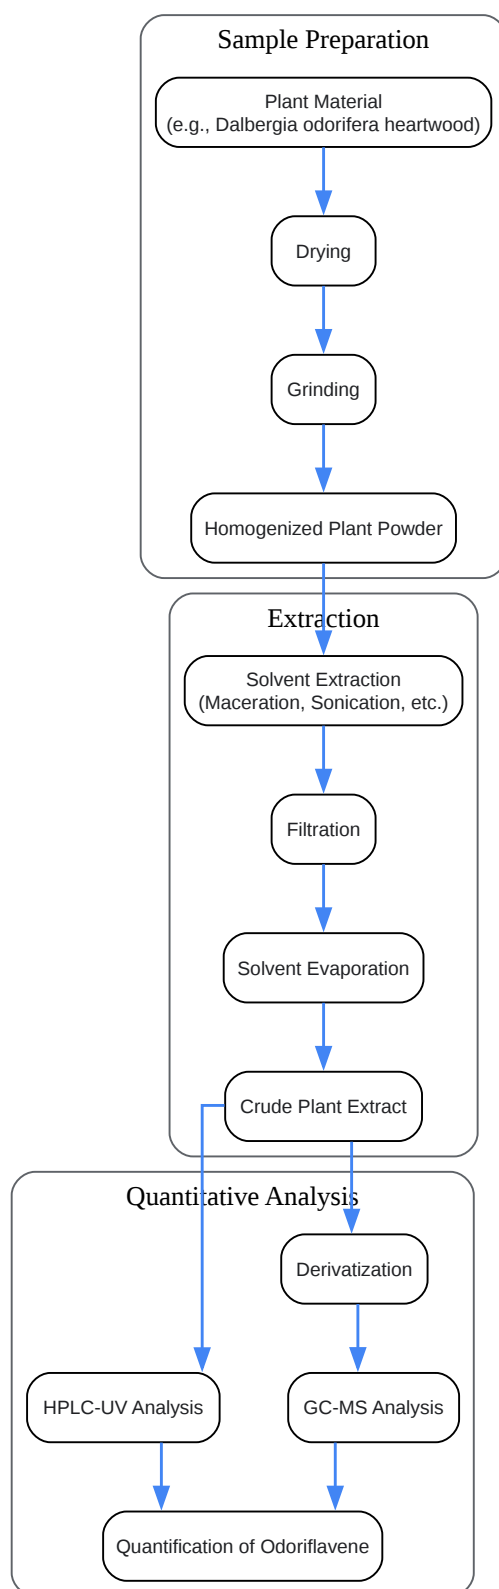 Sample Preparation
Plant Material
(e.g., Dalbergia odorifera heartwood)
Drying
Grinding
Homogenized Plant Powder
Extraction
Solvent Extraction
(Maceration, Sonication, etc.)
Filtration
Solvent Evaporation
Crude Plant Extract
Quantitative Analysis
Derivatization
HPLC-UV Analysis
GC-MS Analysis
Quantification of Odoriflavene